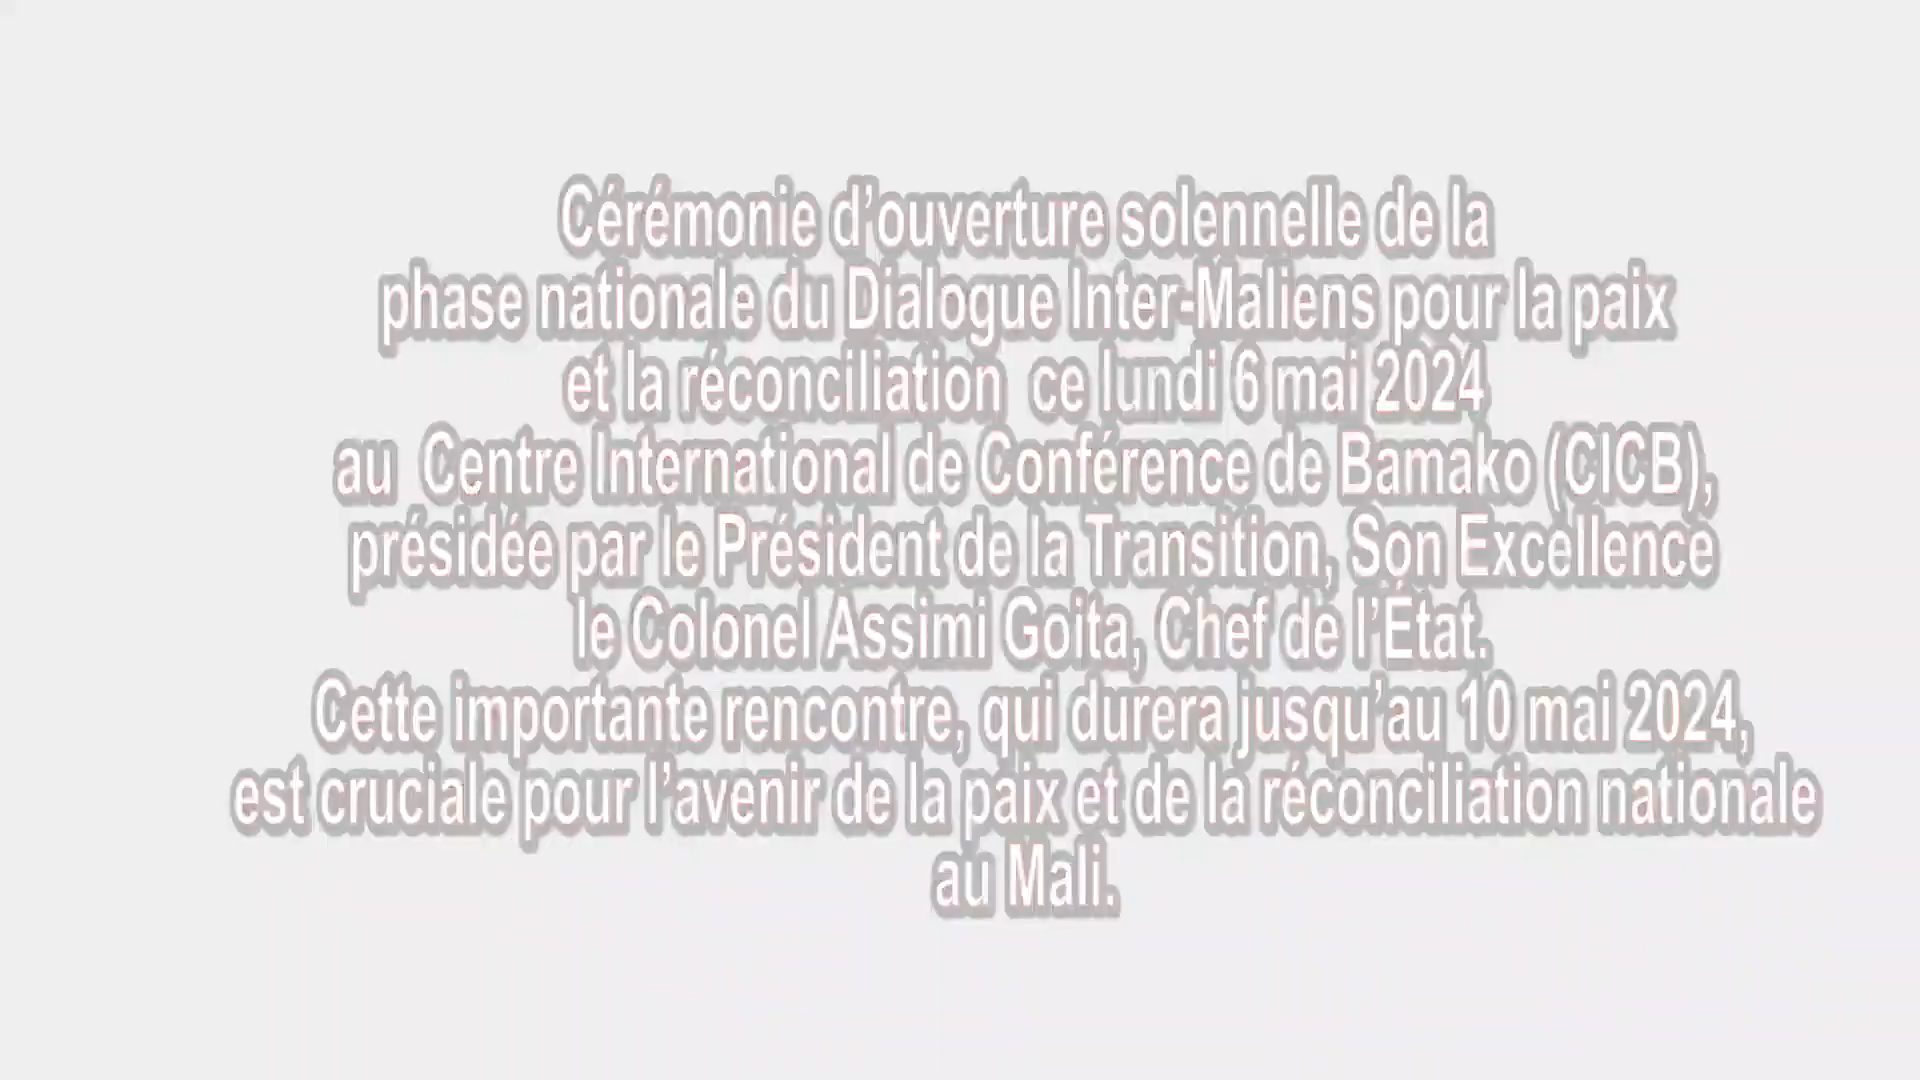 Cérémonie d’ouverture solennelle de la
phase nationale du Dialogue Inter-Maliens pour la paix
et la réconciliation  ce lundi 6 mai 2024
au  Centre International de Conférence de Bamako (CICB),
présidée par le Président de la Transition, Son Excellence
le Colonel Assimi Goita, Chef de l’État.
Cette importante rencontre, qui durera jusqu’au 10 mai 2024,
est cruciale pour l’avenir de la paix et de la réconciliation nationale
au Mali.